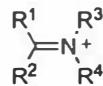 R¹ R³
N⁺
R² R⁴